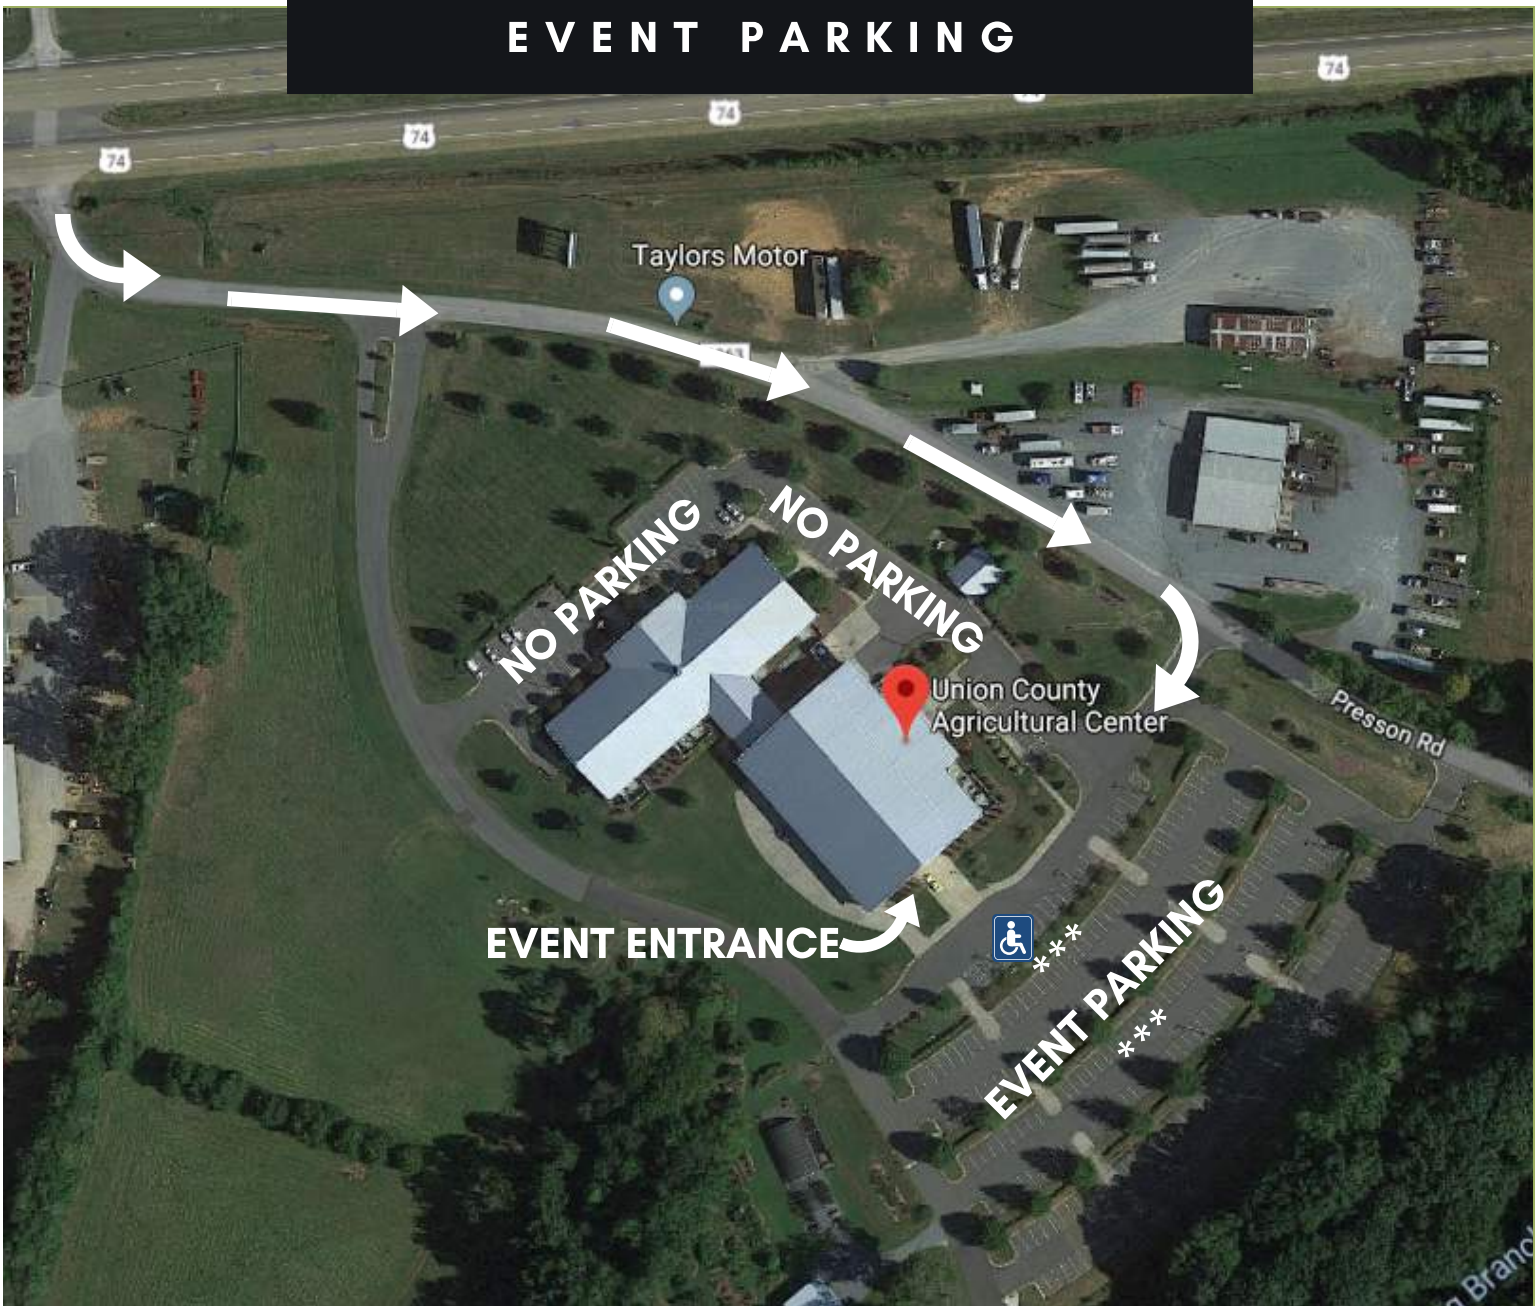 EVENT PARKING
74
74
74
74
Taylors Motor
NO PARKING
NO PARKING
Union County
Agricultural Center
Presson Rd
EVENT ENTRANCE
***
EVENT PARKING
***
Branch